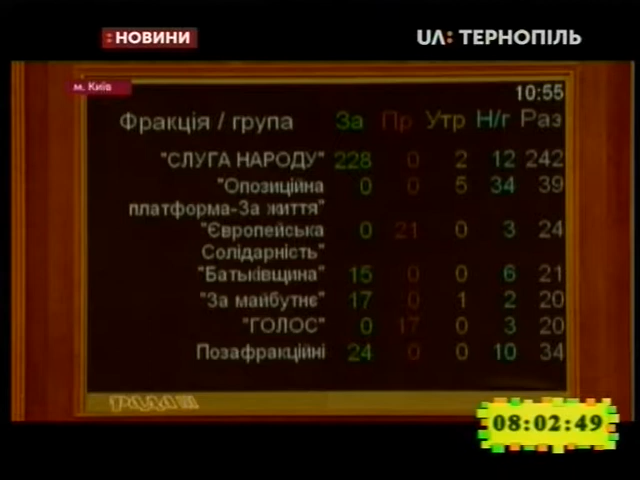 :НОВИНИ
UA: ТЕРНОПІЛЬ
м. Київ
10:55
Фракція / група За Пр Утр Н/г Раз
"СЛУГА НАРОДУ" 228 0 2 12 242
"Опозиційна 0 0 5 34 39
платформа-За життя"
"Європейська 0 21 0 3 24
Солідарність"
"Батьківщина" 15 0 0 6 21
"За майбутнє" 17 0 1 2 20
"ГОЛОС" 0 17 0 3 20
Позафракційні 24 0 0 10 34
РАДА
08:02:49